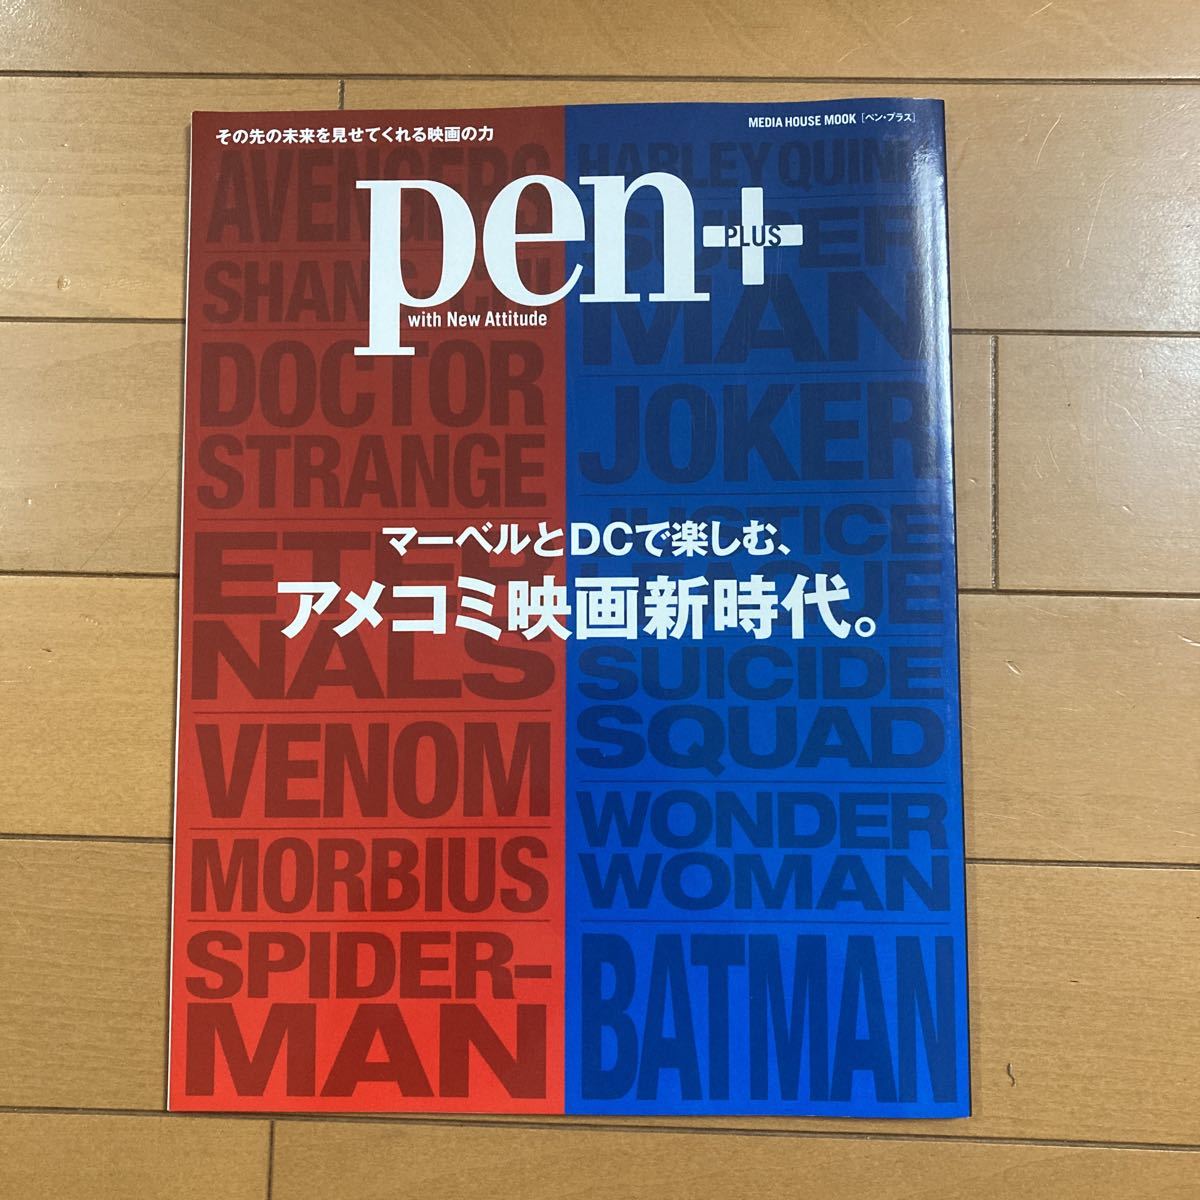 その先の未来を見せてくれる映画の力
MEDIA HOUSE MOOK [ペン・プラス]
pen+
PLUS
with New Attitude
AVENGERS
SHANG-CHI
DOCTOR
STRANGE
ETER
NALS
VENOM
MORBIUS
SPIDER-
MAN
HARLEY QUINN
SUPER
MAN
JOKER
JUSTICE
LEAGUE
SUICIDE
SQUAD
WONDER
WOMAN
BATMAN
マーベルとDCで楽しむ、
アメコミ映画新時代。